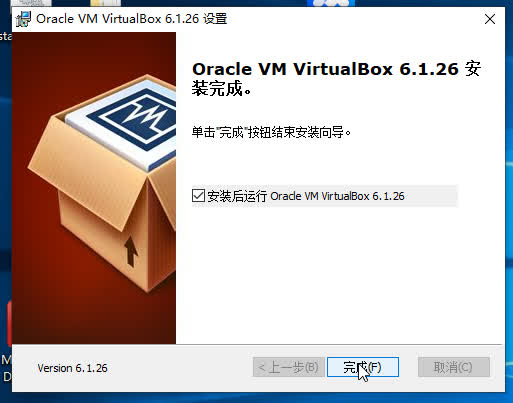 Oracle VM VirtualBox 6.1.26 设置
Oracle VM VirtualBox 6.1.26 安
装完成。
单击"完成"按钮结束安装向导。
安装后运行 Oracle VM VirtualBox 6.1.26
Version 6.1.26
< 上一步(B)
完成(F)
取消(C)